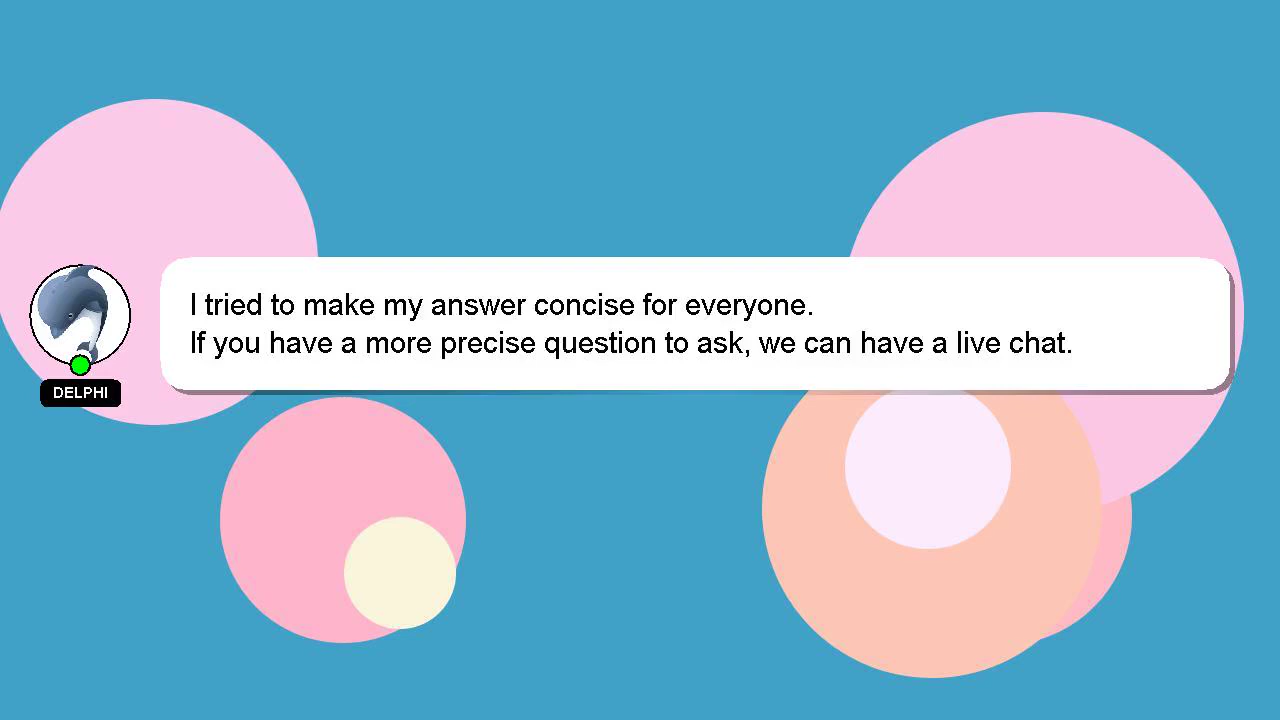 I tried to make my answer concise for everyone.
If you have a more precise question to ask, we can have a live chat.
DELPHI